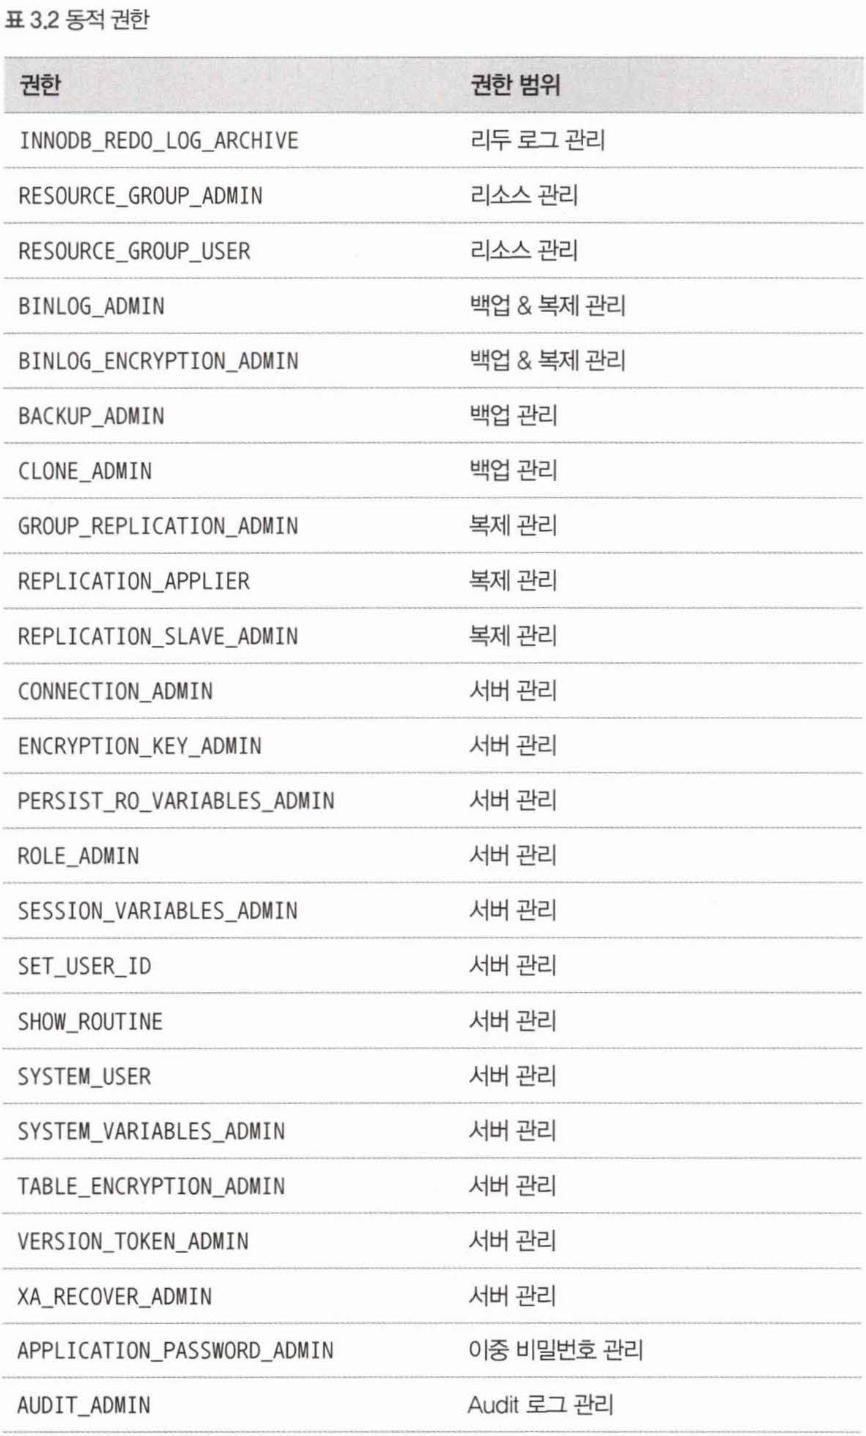 표 3.2 동적 권한
권한 권한 범위
INNODB_REDO_LOG_ARCHIVE 리두 로그 관리
RESOURCE_GROUP_ADMIN 리소스 관리
RESOURCE_GROUP_USER 리소스 관리
BINLOG_ADMIN 백업 & 복제 관리
BINLOG_ENCRYPTION_ADMIN 백업 & 복제 관리
BACKUP_ADMIN 백업 관리
CLONE_ADMIN 백업 관리
GROUP_REPLICATION_ADMIN 복제 관리
REPLICATION_APPLIER 복제 관리
REPLICATION_SLAVE_ADMIN 복제 관리
CONNECTION_ADMIN 서버 관리
ENCRYPTION_KEY_ADMIN 서버 관리
PERSIST_RO_VARIABLES_ADMIN 서버 관리
ROLE_ADMIN 서버 관리
SESSION_VARIABLES_ADMIN 서버 관리
SET_USER_ID 서버 관리
SHOW_ROUTINE 서버 관리
SYSTEM_USER 서버 관리
SYSTEM_VARIABLES_ADMIN 서버 관리
TABLE_ENCRYPTION_ADMIN 서버 관리
VERSION_TOKEN_ADMIN 서버 관리
XA_RECOVER_ADMIN 서버 관리
APPLICATION_PASSWORD_ADMIN 이중 비밀번호 관리
AUDIT_ADMIN Audit 로그 관리